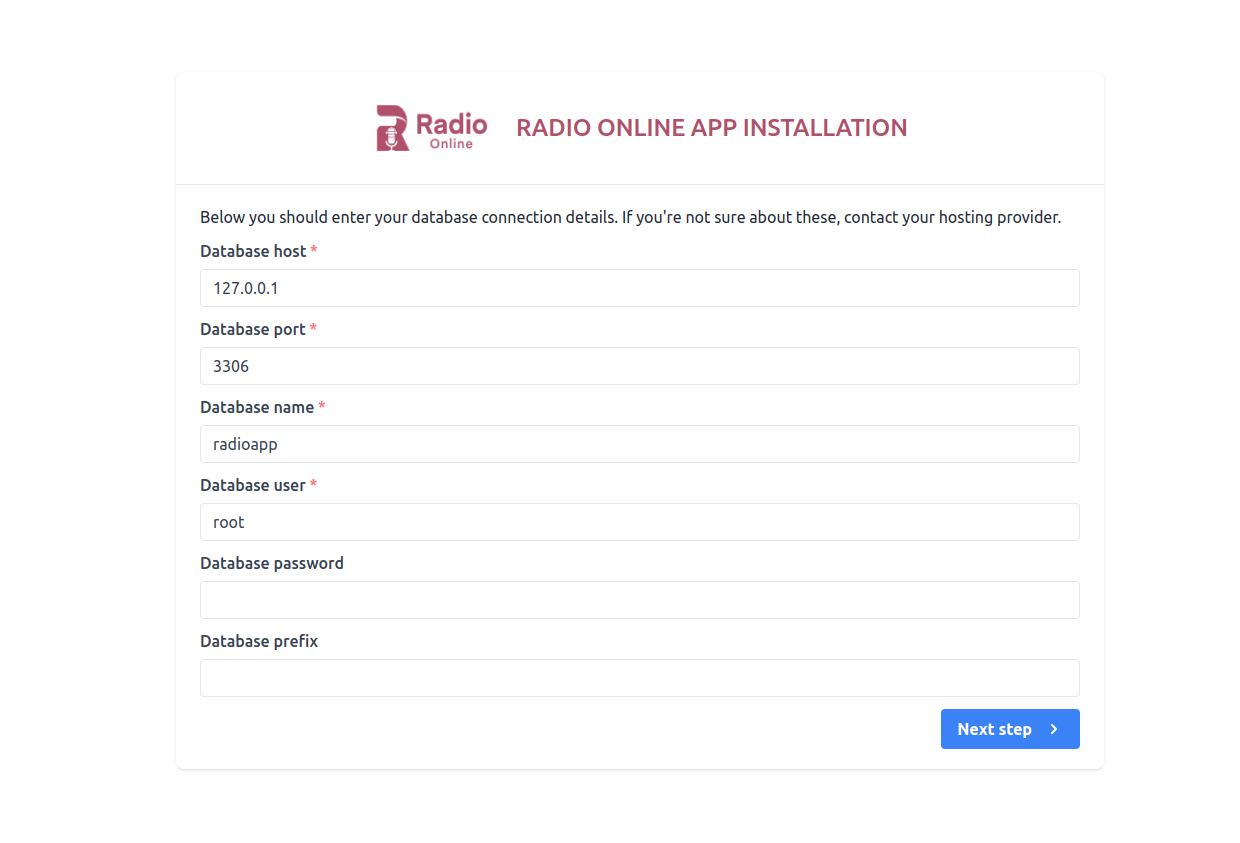 Radio
Online
RADIO ONLINE APP INSTALLATION
Below you should enter your database connection details. If you're not sure about these, contact your hosting provider.
Database host *
127.0.0.1
Database port *
3306
Database name *
radioapp
Database user *
root
Database password
Database prefix
Next step